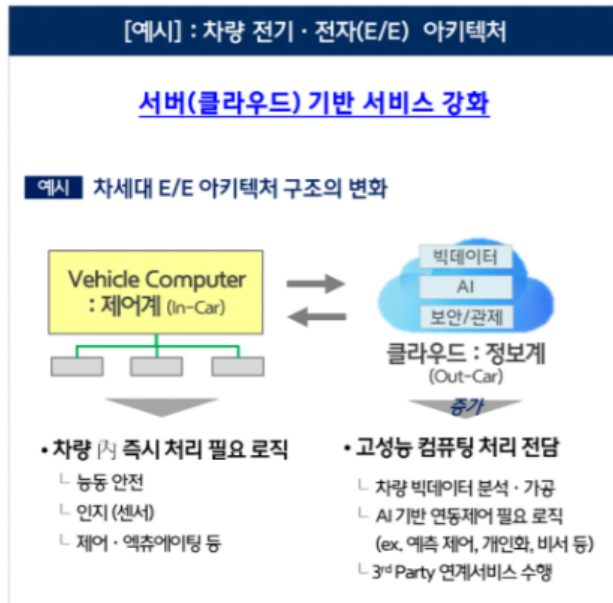 [예시] : 차량 전기 · 전자(E/E) 아키텍처
서버(클라우드) 기반 서비스 강화
예시 차세대 E/E 아키텍처 구조의 변화
Vehicle Computer
: 제어계 (In-Car)
빅데이터
AI
보안/관제
클라우드 : 정보계
(Out-Car)
증가
• 차량 內 즉시 처리 필요 로직
└ 능동 안전
└ 인지 (센서)
└ 제어 · 엑츄에이팅 등
• 고성능 컴퓨팅 처리 전담
└ 차량 빅데이터 분석 · 가공
└ AI 기반 연동제어 필요 로직
(ex. 예측 제어, 개인화, 비서 등)
└ 3rd Party 연계서비스 수행